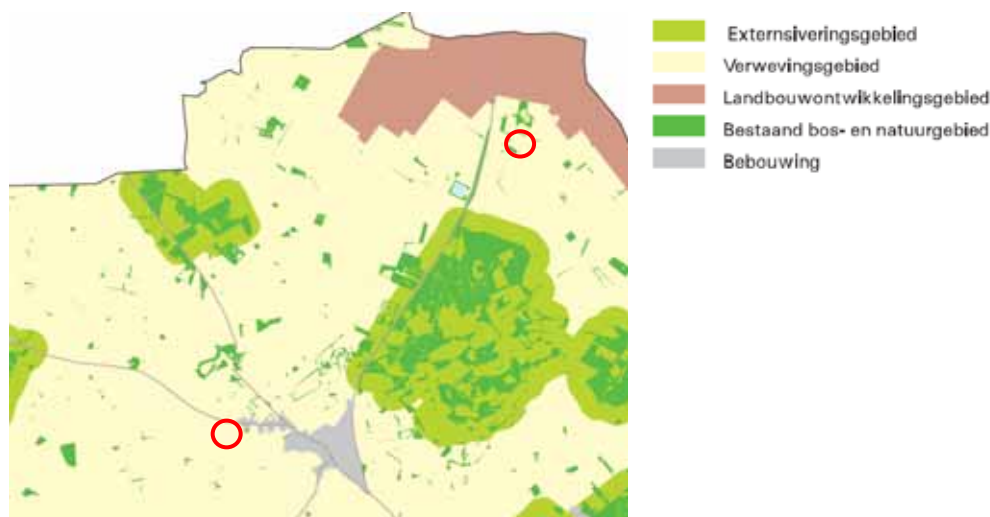 Externsiveringsgebied
Verwevingsgebied
Landbouwontwikkelingsgebied
Bestaand bos- en natuurgebied
Bebouwing